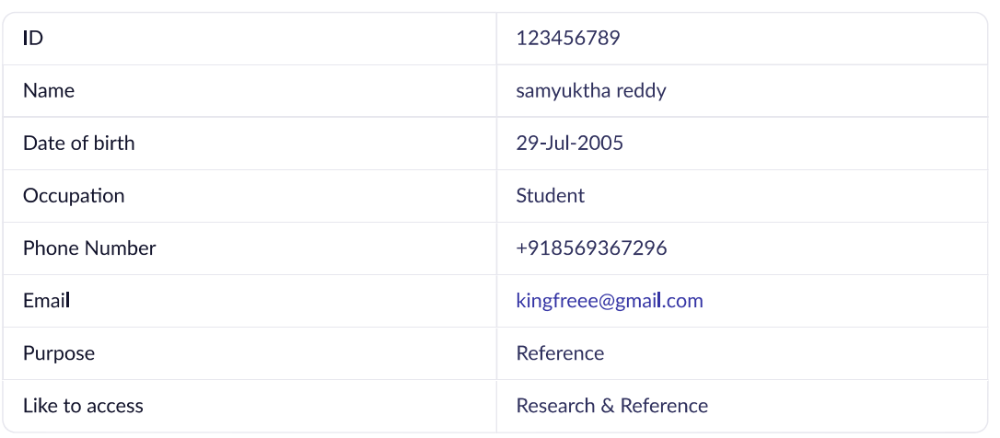 ID 123456789
Name samyuktha reddy
Date of birth 29-Jul-2005
Occupation Student
Phone Number +918569367296
Email kingfreee@gmail.com
Purpose Reference
Like to access Research & Reference